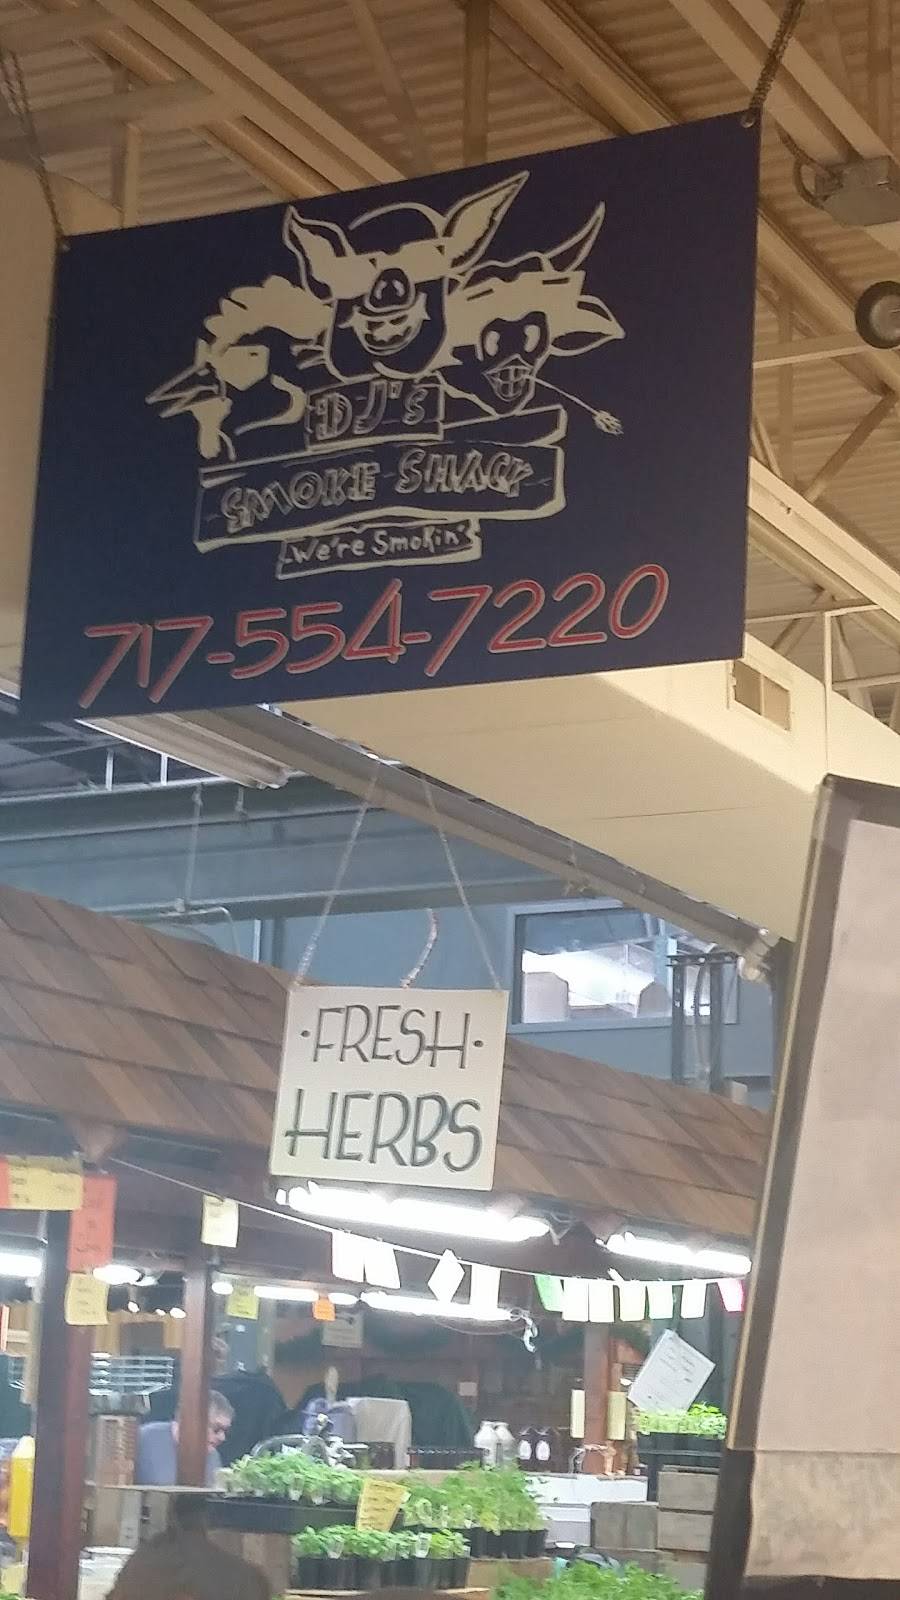 DJ's
SMOKE SHACK
We're Smokin'
717-554-7220
·FRESH·
HERBS